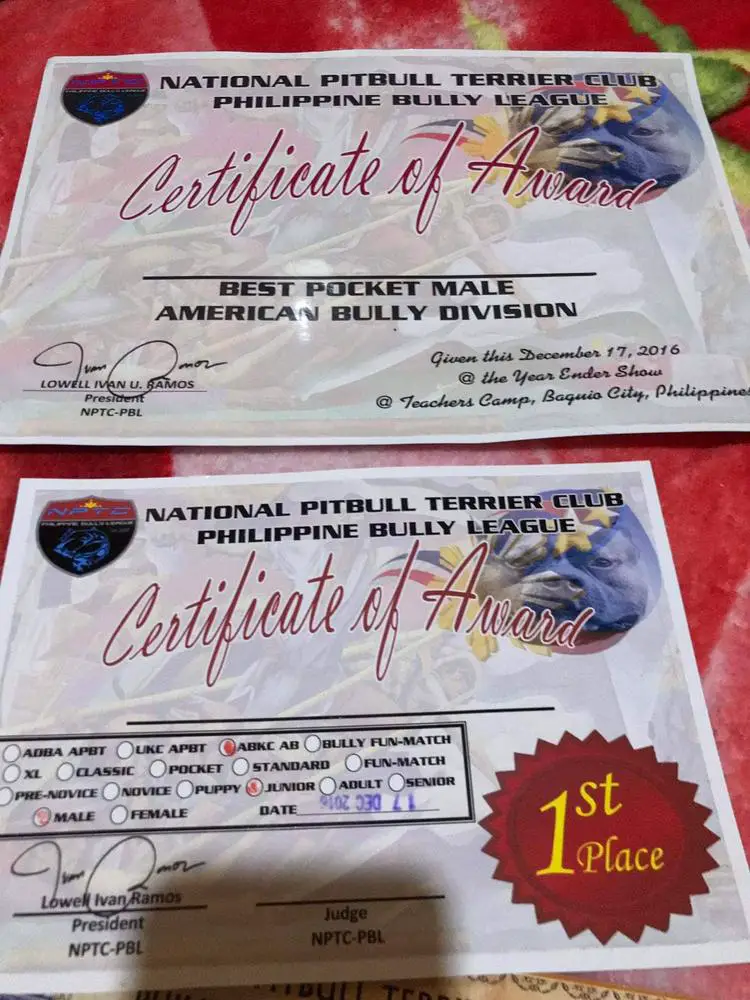 NATIONAL PITBULL TERRIER CLUB
PHILIPPINE BULLY LEAGUE
Certificate of Award
BEST POCKET MALE
AMERICAN BULLY DIVISION
LOWELL IVAN U. RAMOS
President
NPTC-PBL
Given this December 17, 2016
@ the Year Ender Show
@ Teachers Camp, Baguio City, Philippines
NPTC
PHILIPPINE BULLY LEAGUE
NATIONAL PITBULL TERRIER CLUB
PHILIPPINE BULLY LEAGUE
Certificate of Award
ADBA APBT UKC APBT ABKC AB BULLY FUN-MATCH
XL CLASSIC POCKET STANDARD FUN-MATCH
PRE-NOVICE NOVICE PUPPY JUNIOR ADULT SENIOR
MALE FEMALE DATE 17 DEC 2016
1st
Place
Lowell Ivan Ramos
President
NPTC-PBL
Judge
NPTC-PBL